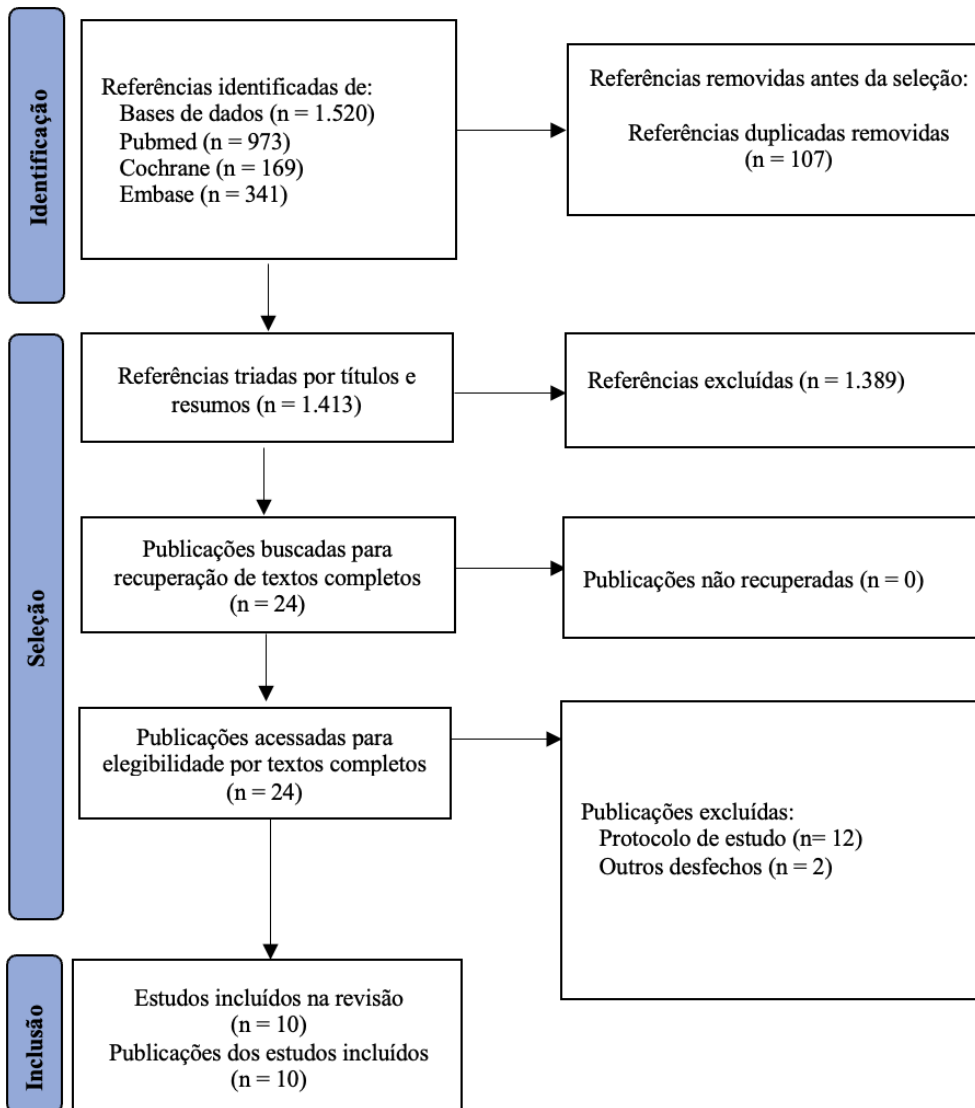 Identificação
Referências identificadas de:
Bases de dados (n = 1.520)
Pubmed (n = 973)
Cochrane (n = 169)
Embase (n = 341)
Referências removidas antes da seleção:
Referências duplicadas removidas
(n = 107)
Seleção
Referências triadas por títulos e
resumos (n = 1.413)
Referências excluídas (n = 1.389)
Publicações buscadas para
recuperação de textos completos
(n = 24)
Publicações não recuperadas (n = 0)
Publicações acessadas para
elegibilidade por textos completos
(n = 24)
Publicações excluídas:
Protocolo de estudo (n= 12)
Outros desfechos (n = 2)
Inclusão
Estudos incluídos na revisão
(n = 10)
Publicações dos estudos incluídos
(n = 10)